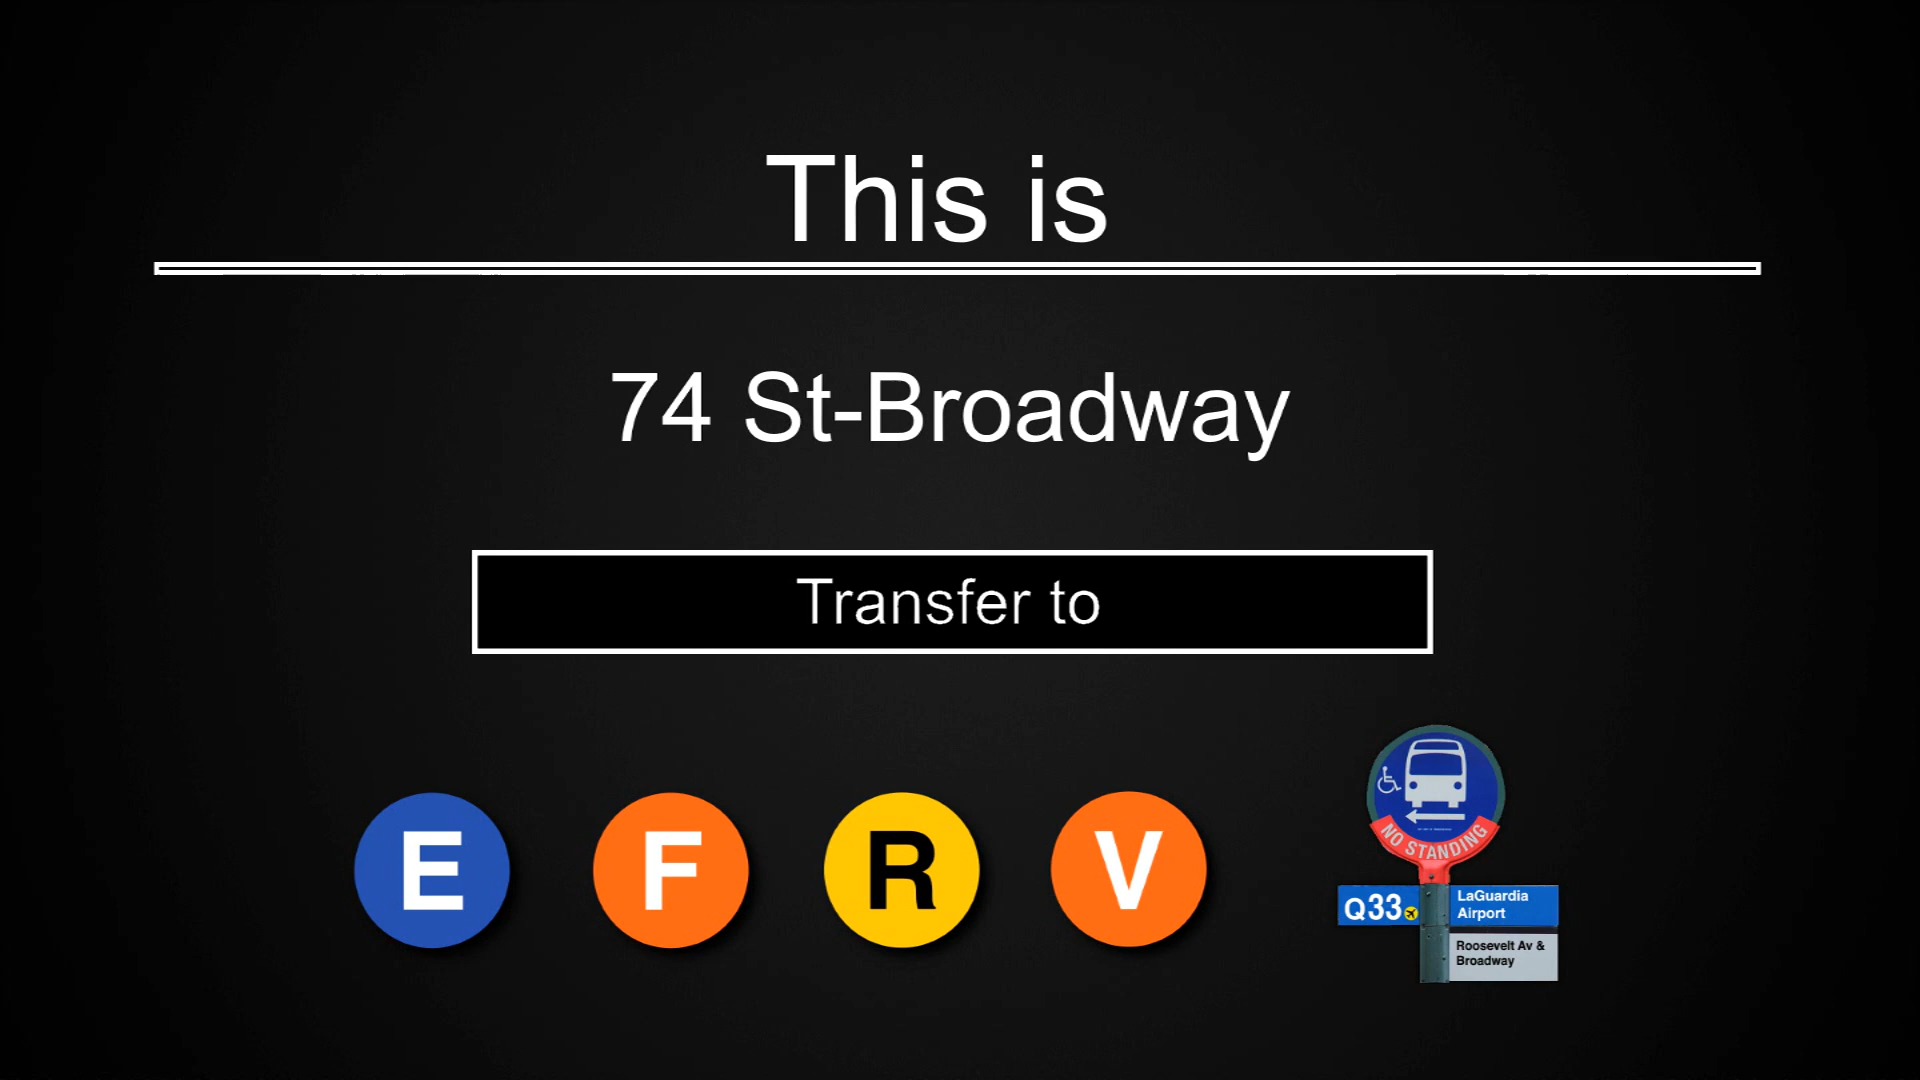 This is
74 St-Broadway
Transfer to
E F R V
NO STANDING
Q33
LaGuardia
Airport
Roosevelt Av &
Broadway